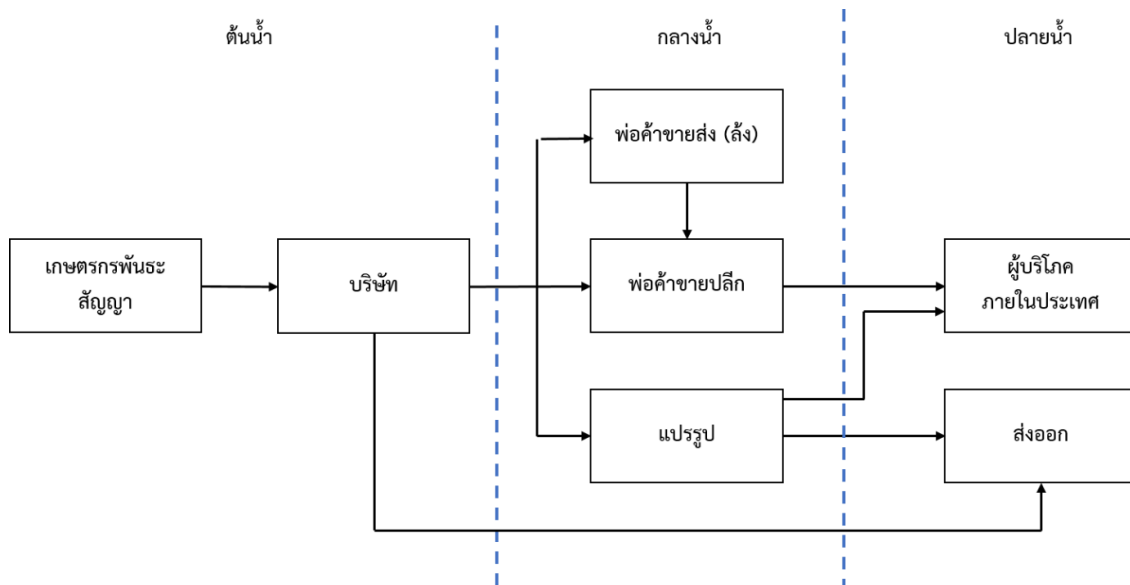 ต้นน้ำ
กลางน้ำ
ปลายน้ำ
พ่อค้าขายส่ง (ล้ง)
เกษตรกรพันธะ
สัญญา
บริษัท
พ่อค้าขายปลีก
ผู้บริโภค
ภายในประเทศ
แปรรูป
ส่งออก